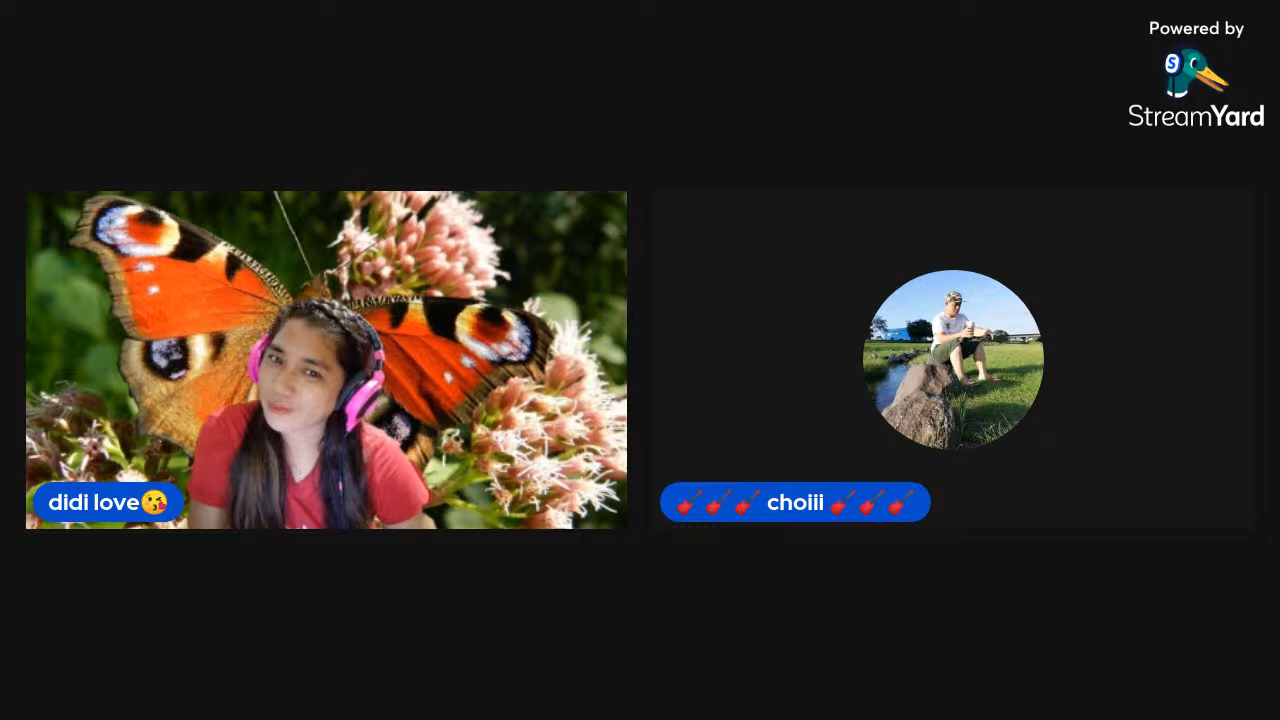 Powered by
S
StreamYard
didi love😘
🎸🎸🎸 choiii 🎸🎸🎸